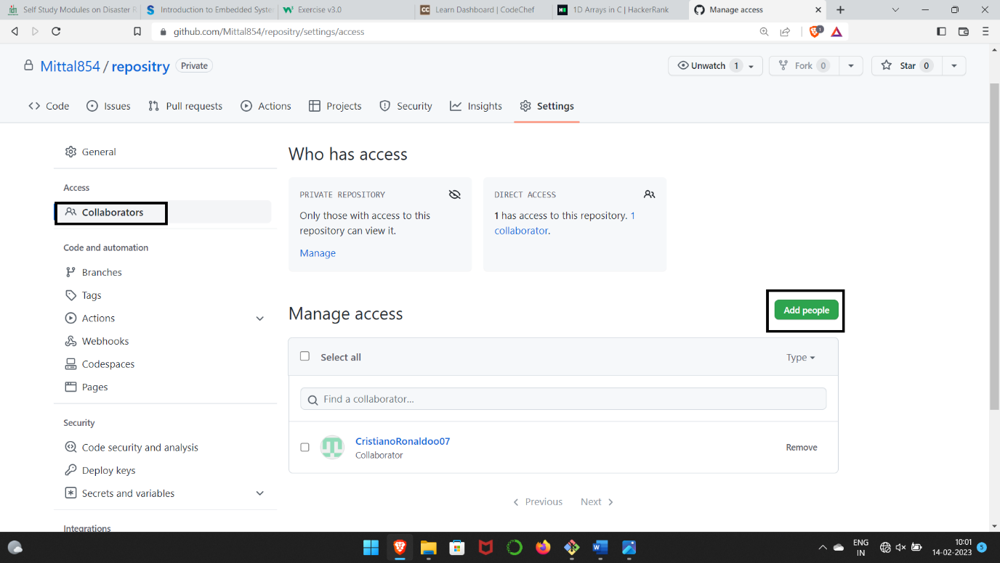 Self Study Modules on Disaster R
Introduction to Embedded System
Exercise v3.0
Learn Dashboard | CodeChef
1D Arrays in C | HackerRank
Manage access
github.com/Mittal854/repositry/settings/access
Mittal854 / repositry Private
Unwatch 1 Fork 0 Star 0
Code Issues Pull requests Actions Projects Security Insights Settings
General
Access
Collaborators
Code and automation
Branches
Tags
Actions
Webhooks
Codespaces
Pages
Security
Code security and analysis
Deploy keys
Secrets and variables
Integrations
Who has access
PRIVATE REPOSITORY
Only those with access to this
repository can view it.
Manage
DIRECT ACCESS
1 has access to this repository. 1
collaborator.
Manage access
Add people
Select all Type
Find a collaborator...
CristianoRonaldoo07
Collaborator
Remove
Previous Next
ENG
IN
10:01
14-02-2023
5